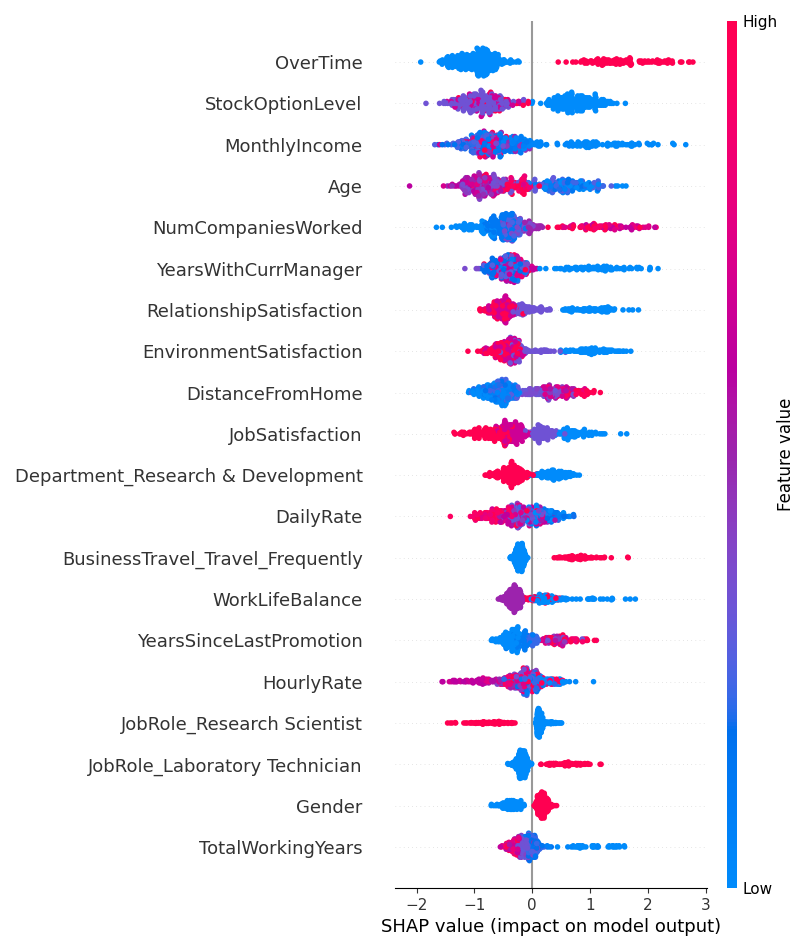 High
OverTime
StockOptionLevel
MonthlyIncome
Age
NumCompaniesWorked
YearsWithCurrManager
RelationshipSatisfaction
EnvironmentSatisfaction
DistanceFromHome
JobSatisfaction
Department_Research & Development
DailyRate
BusinessTravel_Travel_Frequently
WorkLifeBalance
YearsSinceLastPromotion
HourlyRate
JobRole_Research Scientist
JobRole_Laboratory Technician
Gender
TotalWorkingYears
Feature value
Low
−2 −1 0 1 2 3
SHAP value (impact on model output)